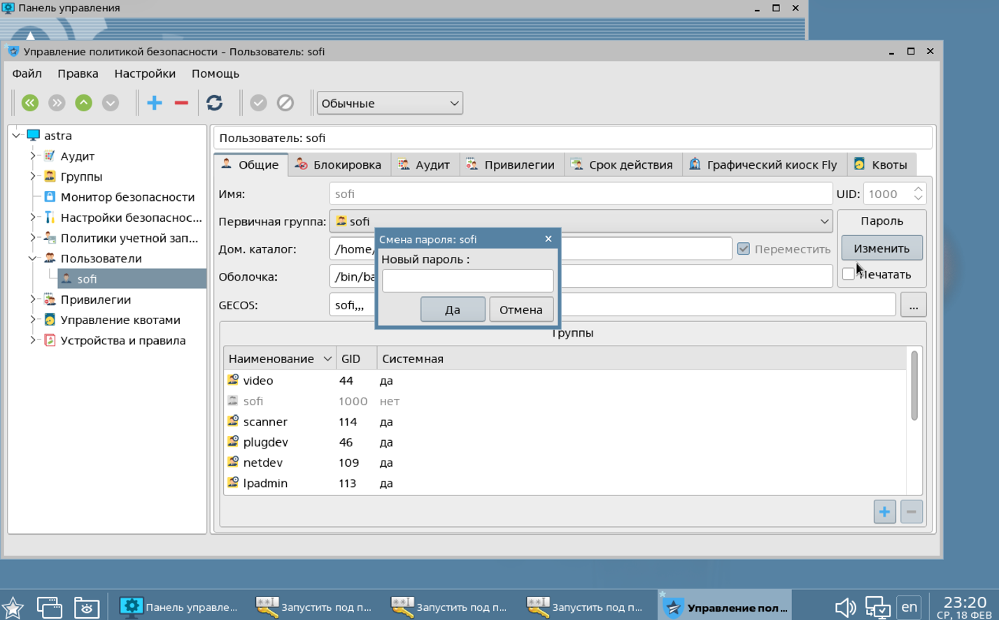 Панель управления
Управление политикой безопасности - Пользователь: sofi
Файл Правка Настройки Помощь
Обычные
astra
Аудит
Группы
Монитор безопасности
Настройки безопаснос...
Политики учетной зап...
Пользователи
sofi
Привилегии
Управление квотами
Устройства и правила
Пользователь: sofi
Общие Блокировка Аудит Привилегии Срок действия Графический киоск Fly Квоты
Имя: sofi UID: 1000
Первичная группа: sofi Пароль
Дом. каталог: /home/ Переместить Изменить
Оболочка: /bin/ba Печатать
GECOS: sofi,,, ...
Смена пароля: sofi
Новый пароль :
Да Отмена
Группы
Наименование GID Системная
video 44 да
sofi 1000 нет
scanner 114 да
plugdev 46 да
netdev 109 да
lpadmin 113 да
Панель управле... Запустить под п... Запустить под п... Запустить под п... Управление пол... en 23:20
СР, 18 ФЕВ